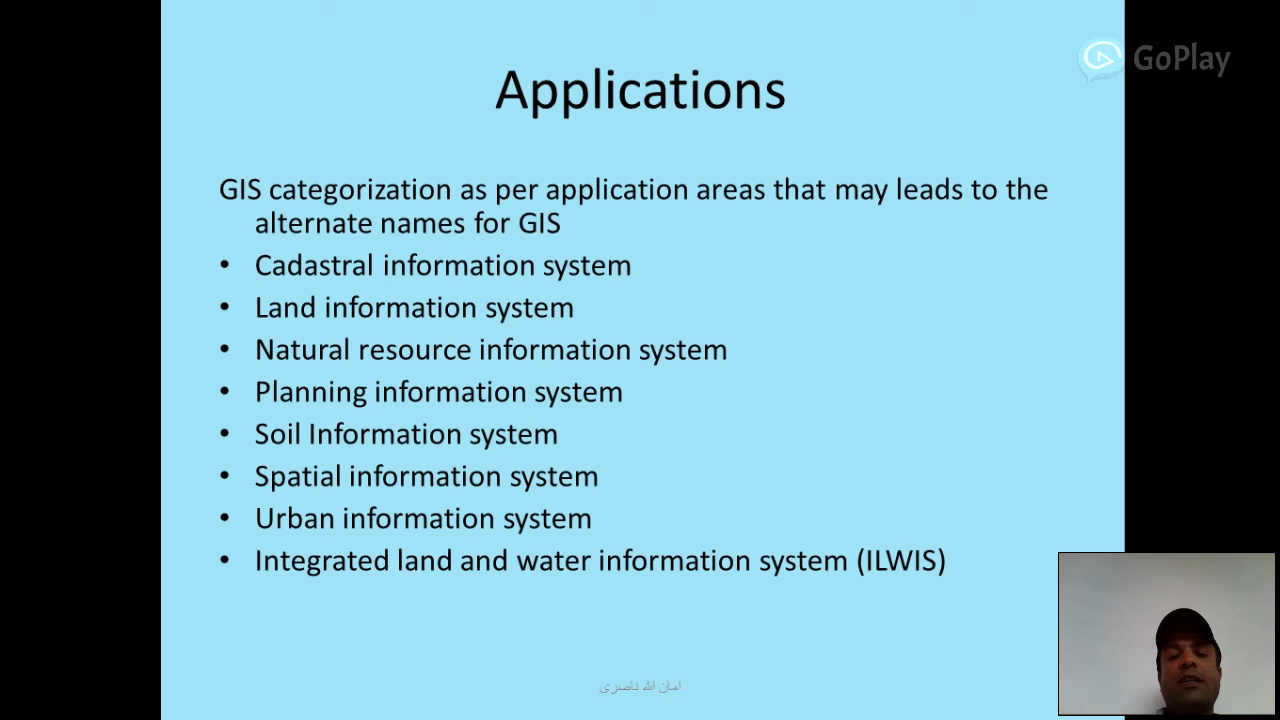 GoPlay
Applications
GIS categorization as per application areas that may leads to the
alternate names for GIS
• Cadastral information system
• Land information system
• Natural resource information system
• Planning information system
• Soil Information system
• Spatial information system
• Urban information system
• Integrated land and water information system (ILWIS)
امان الله ناصری